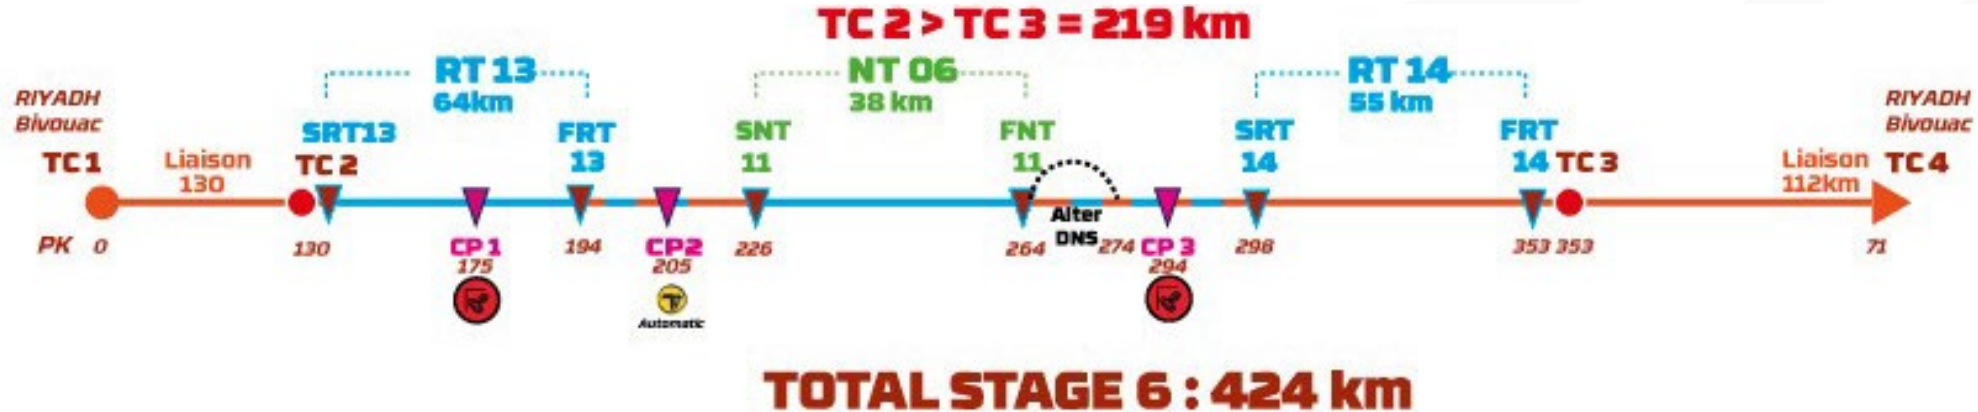 TC 2 > TC 3 = 219 km
RT 13
64km
NT 06
38 km
RT 14
55 km
RIYADH
Bivouac
TC 1
Liaison
130
SRT13
TC 2
FRT
13
SNT
11
FNT
11
SRT
14
FRT
14
TC 3
Liaison
112km
RIYADH
Bivouac
TC 4
Alter
DNS
PK 0
130
CP 1
175
194
CP2
205
Automatic
226
264
274
CP 3
294
298
353 353
71
TOTAL STAGE 6 : 424 km